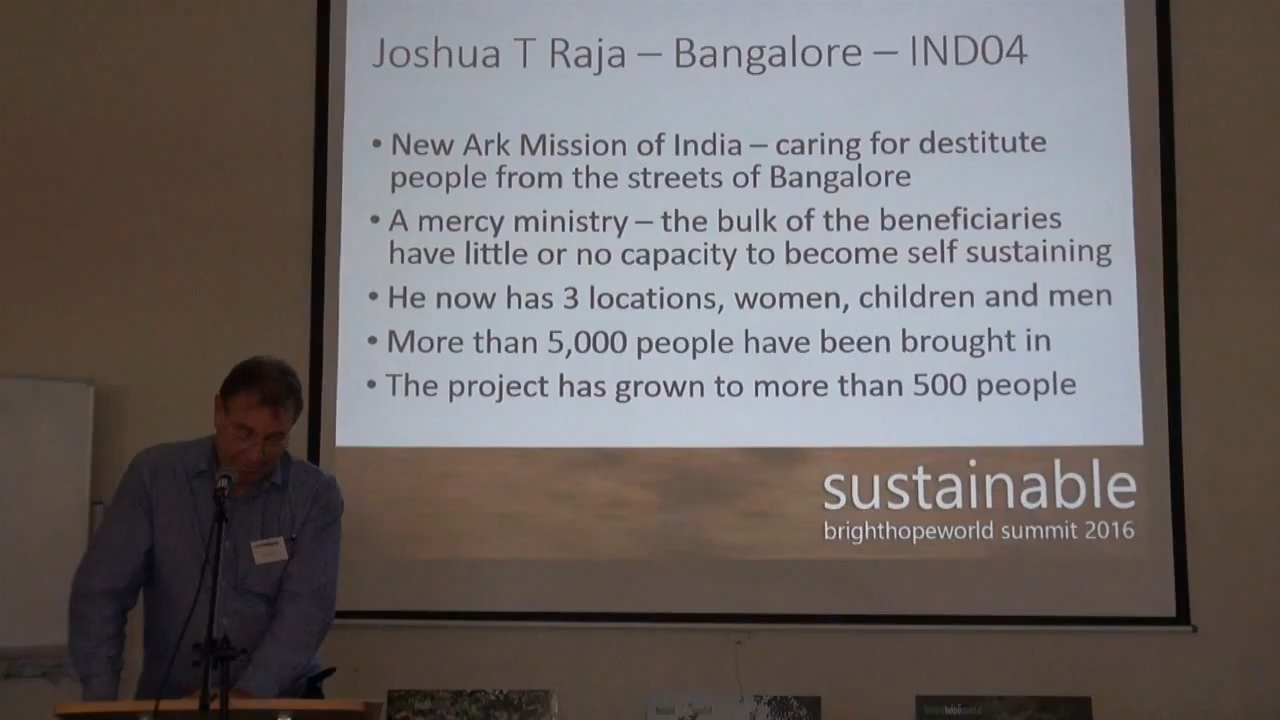 Joshua T Raja – Bangalore – IND04
• New Ark Mission of India – caring for destitute
people from the streets of Bangalore
• A mercy ministry – the bulk of the beneficiaries
have little or no capacity to become self sustaining
• He now has 3 locations, women, children and men
• More than 5,000 people have been brought in
• The project has grown to more than 500 people
sustainable
brighthopeworld summit 2016